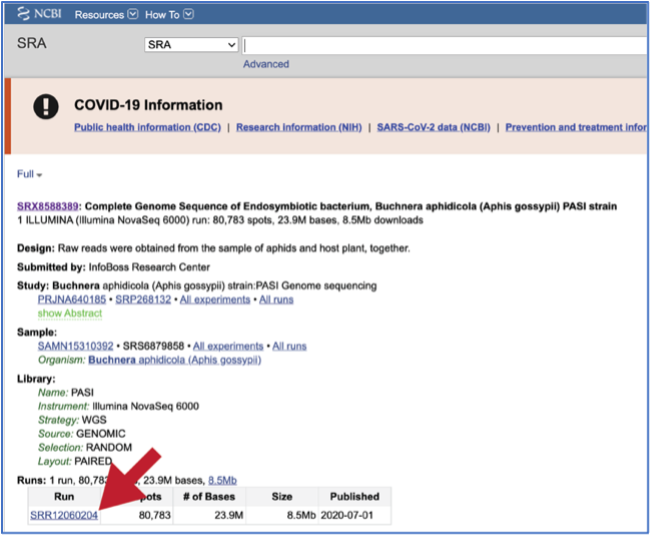 NCBI Resources How To
SRA SRA
Advanced
COVID-19 Information
Public health information (CDC) | Research information (NIH) | SARS-CoV-2 data (NCBI) | Prevention and treatment infor
Full
SRX8588389: Complete Genome Sequence of Endosymbiotic bacterium, Buchnera aphidicola (Aphis gossypii) PASI strain
1 ILLUMINA (Illumina NovaSeq 6000) run: 80,783 spots, 23.9M bases, 8.5Mb downloads
Design: Raw reads were obtained from the sample of aphids and host plant, together.
Submitted by: InfoBoss Research Center
Study: Buchnera aphidicola (Aphis gossypii) strain:PASI Genome sequencing
PRJNA640185 • SRP268132 • All experiments • All runs
show Abstract
Sample:
SAMN15310392 • SRS6879858 • All experiments • All runs
Organism: Buchnera aphidicola (Aphis gossypii)
Library:
Name: PASI
Instrument: Illumina NovaSeq 6000
Strategy: WGS
Source: GENOMIC
Selection: RANDOM
Layout: PAIRED
Runs: 1 run, 80,783 , 23.9M bases, 8.5Mb
Run ots # of Bases Size Published
SRR12060204 80,783 23.9M 8.5Mb 2020-07-01